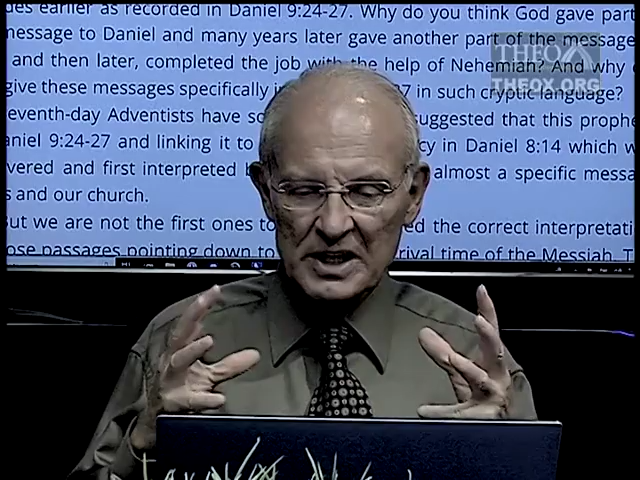 earlier as recorded in Daniel 9:24-27. Why do you think God gave part
message to Daniel and many years later gave another part of the message
and then later, completed the job with the help of Nehemiah? And why
give these messages specifically 7 in such cryptic language?
eventh-day Adventists have suggested that this prophe
aniel 9:24-27 and linking it to cy in Daniel 8:14 which w
vered and first interpreted almost a specific messa
s and our church.
ut we are not the first ones to ed the correct interpretati
ose passages pointing down to rival time of the Messiah. T
THEOX
THEOX.ORG